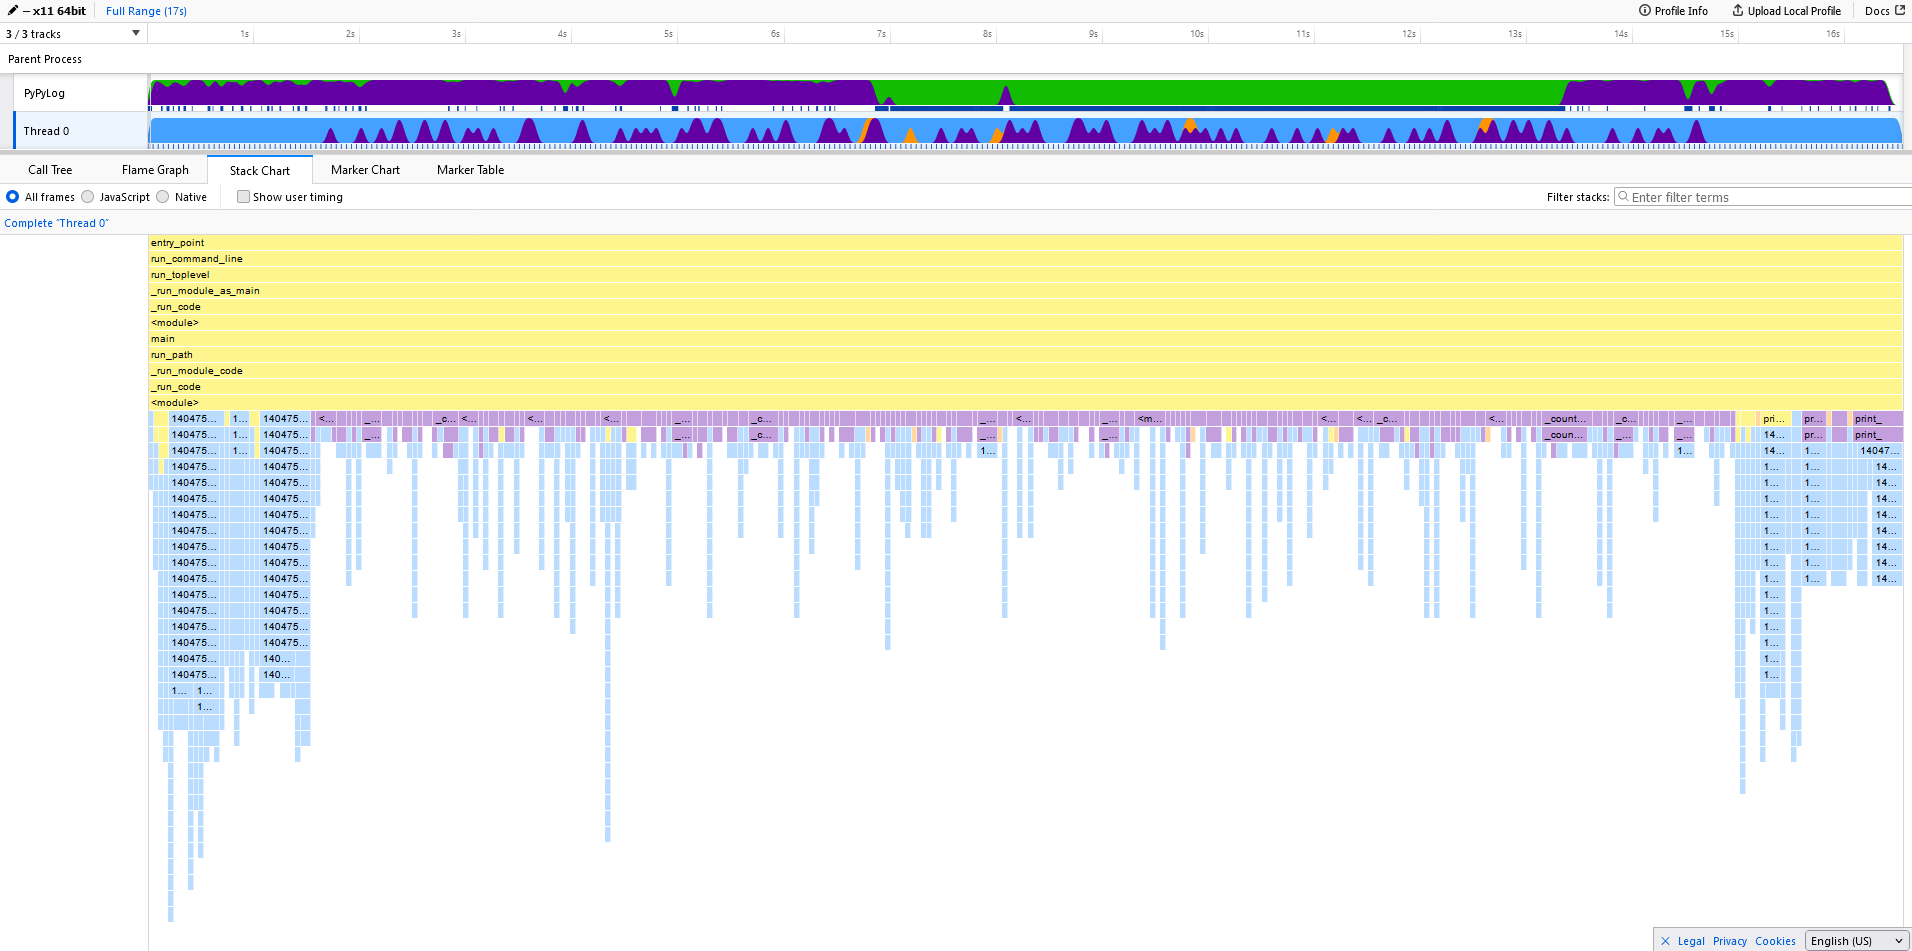 – x11 64bit Full Range (17s) Profile Info Upload Local Profile Docs
3 / 3 tracks 1s 2s 3s 4s 5s 6s 7s 8s 9s 10s 11s 12s 13s 14s 15s 16s
Parent Process
PyPyLog
Thread 0
Call Tree Flame Graph Stack Chart Marker Chart Marker Table
All frames JavaScript Native Show user timing Filter stacks: Enter filter terms
Complete “Thread 0”
entry_point
run_command_line
run_toplevel
_run_module_as_main
_run_code
<module>
main
run_path
_run_module_code
_run_code
<module>
140475... 1... 140475... <... _... _c... <... <... <... _... _c... _... <... _... <m... <... <... _c... <... _count... _c... _... pri... pr... print_
140475... 1... 140475... _... _... _c... _... _... _coun... _... _... 14... pr... print_
140475... 1... 140475... 1... 1... 14... 1... 14047...
140475... 140475... 1... 1... 14...
140475... 140475... 1... 1... 14...
140475... 140475... 1... 1... 14...
140475... 140475... 1... 1... 14...
140475... 140475... 1... 1... 14...
140475... 140475... 1... 1... 14...
140475... 140475... 1... 1... 14...
140475... 140475... 1... 1... 14...
140475... 140475... 1...
140475... 140475... 1...
140475... 140475... 1...
140475... 140475... 1...
140475... 140... 1...
140475... 140... 1...
1... 1...
1...
Legal Privacy Cookies English (US)